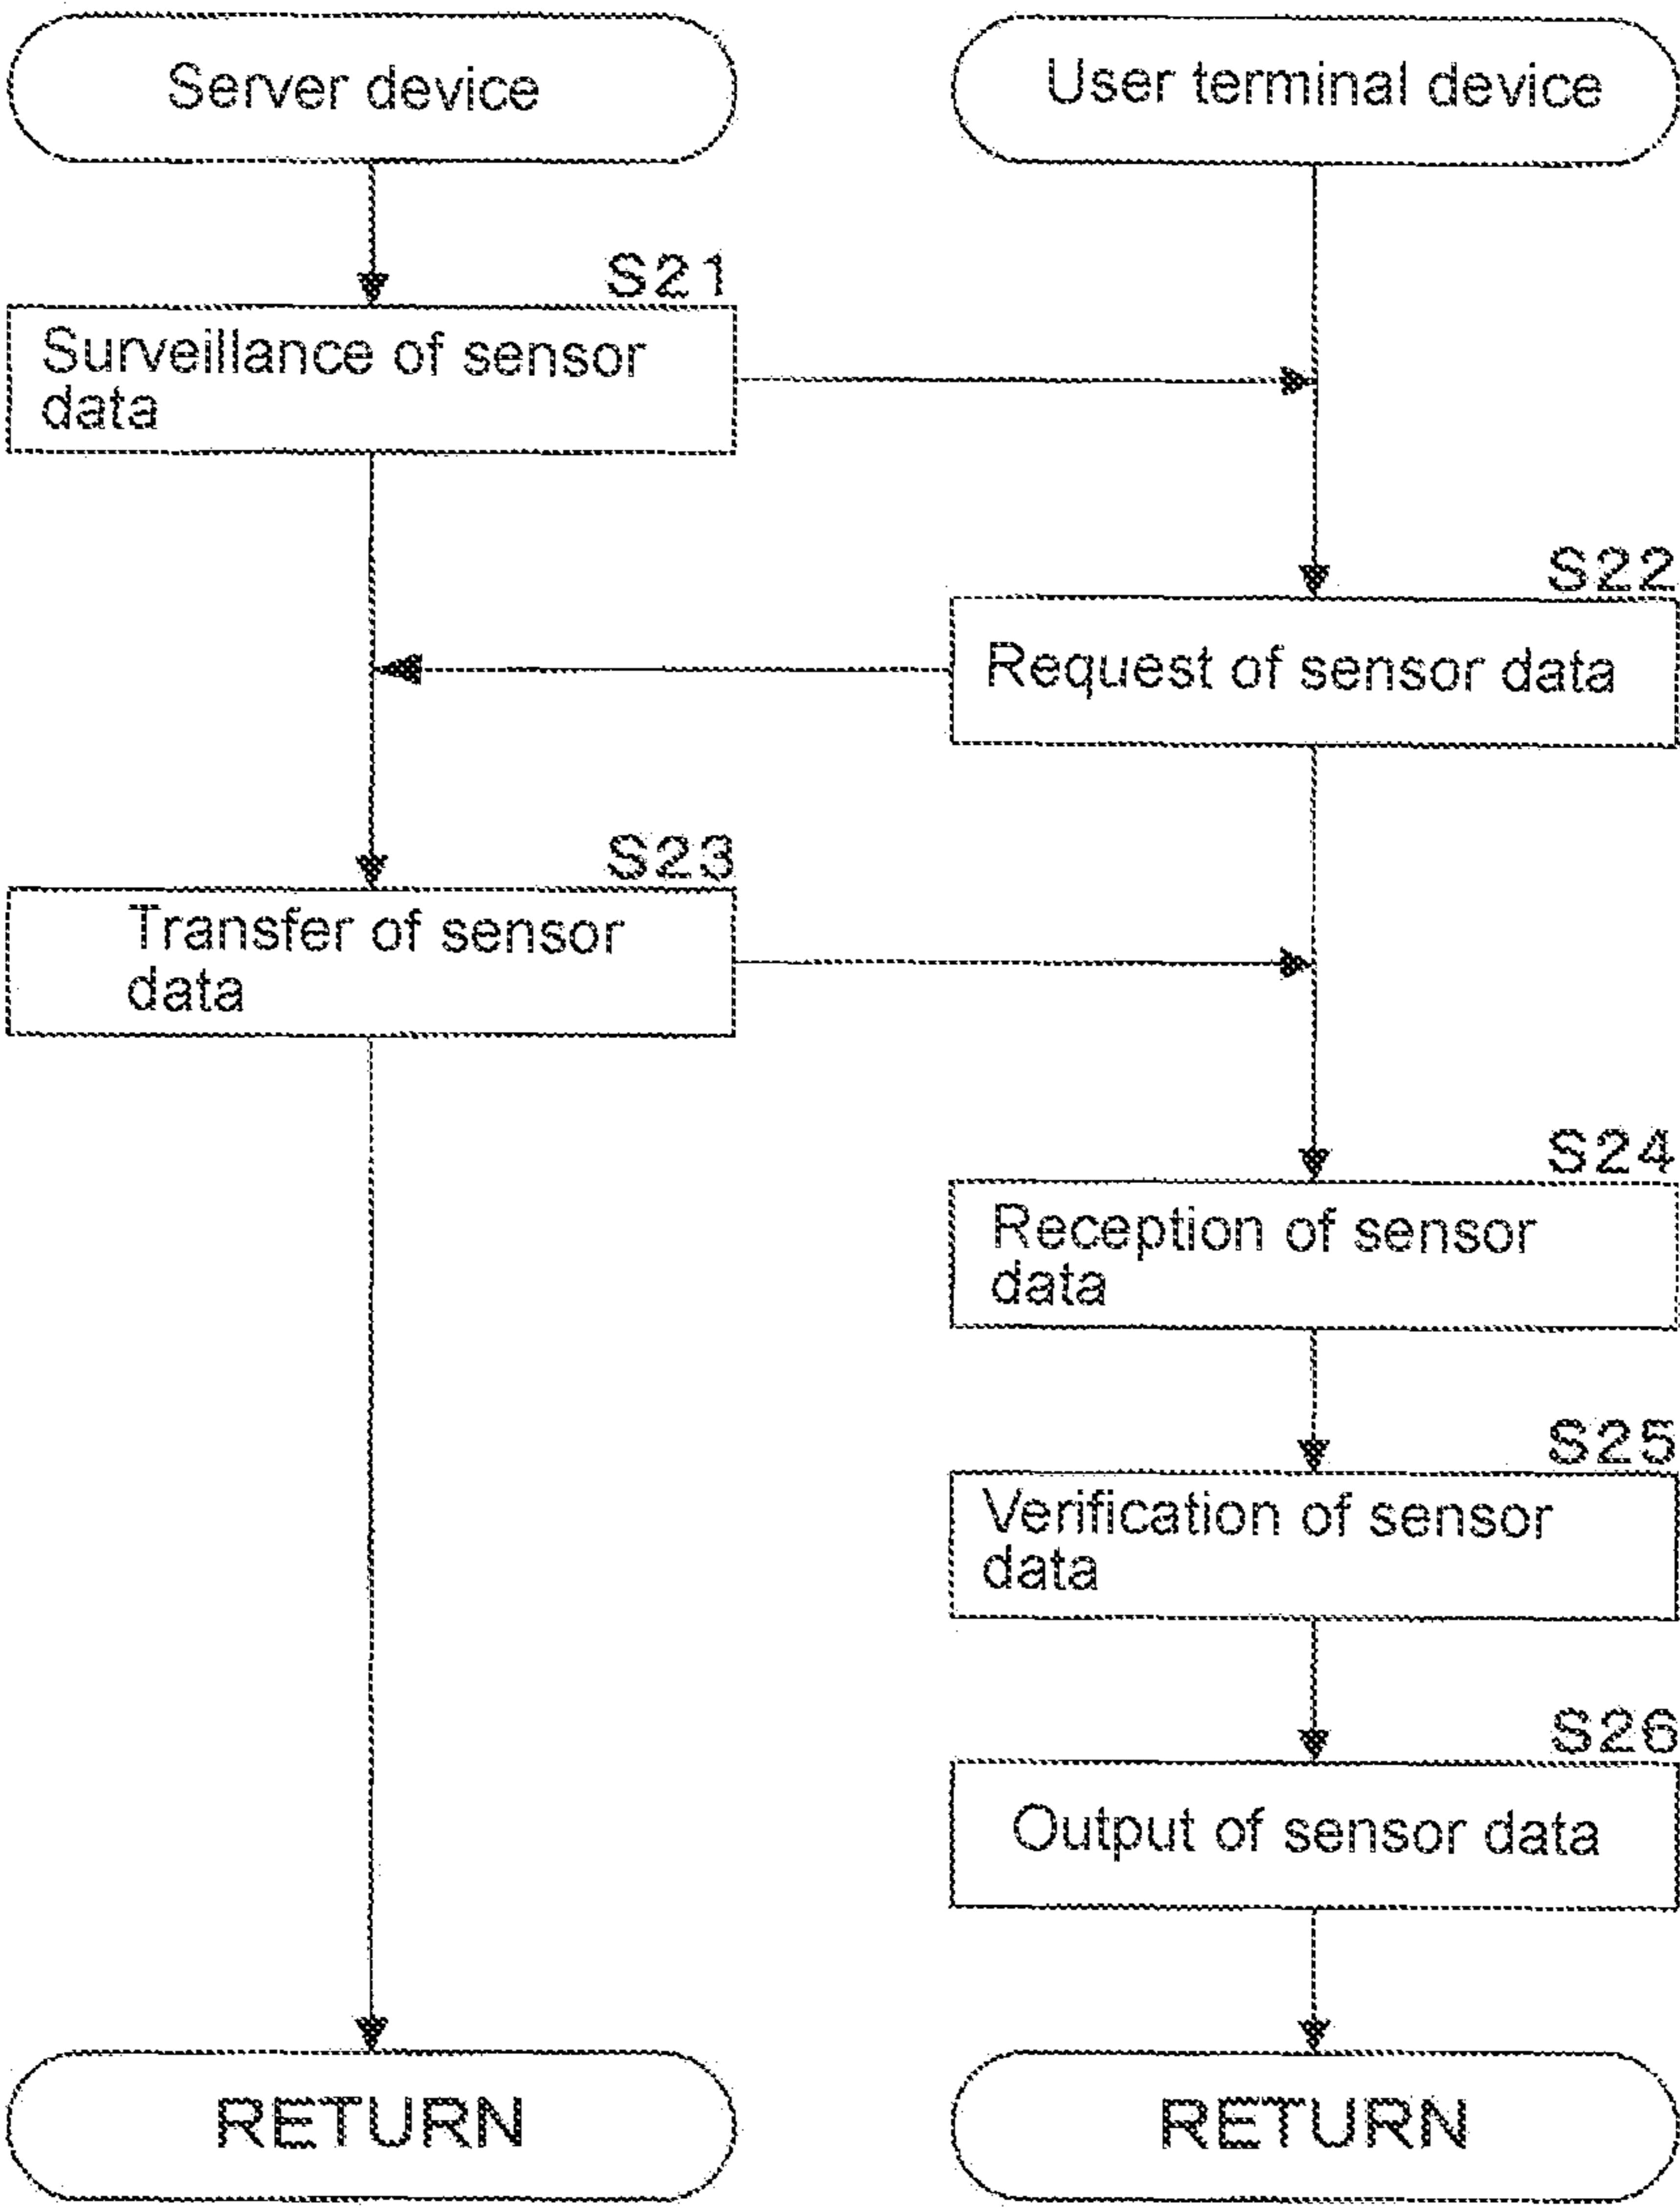 Server device
User terminal device
S21
Surveillance of sensor
data
S22
Request of sensor data
S23
Transfer of sensor
data
S24
Reception of sensor
data
S25
Verification of sensor
data
S26
Output of sensor data
RETURN
RETURN